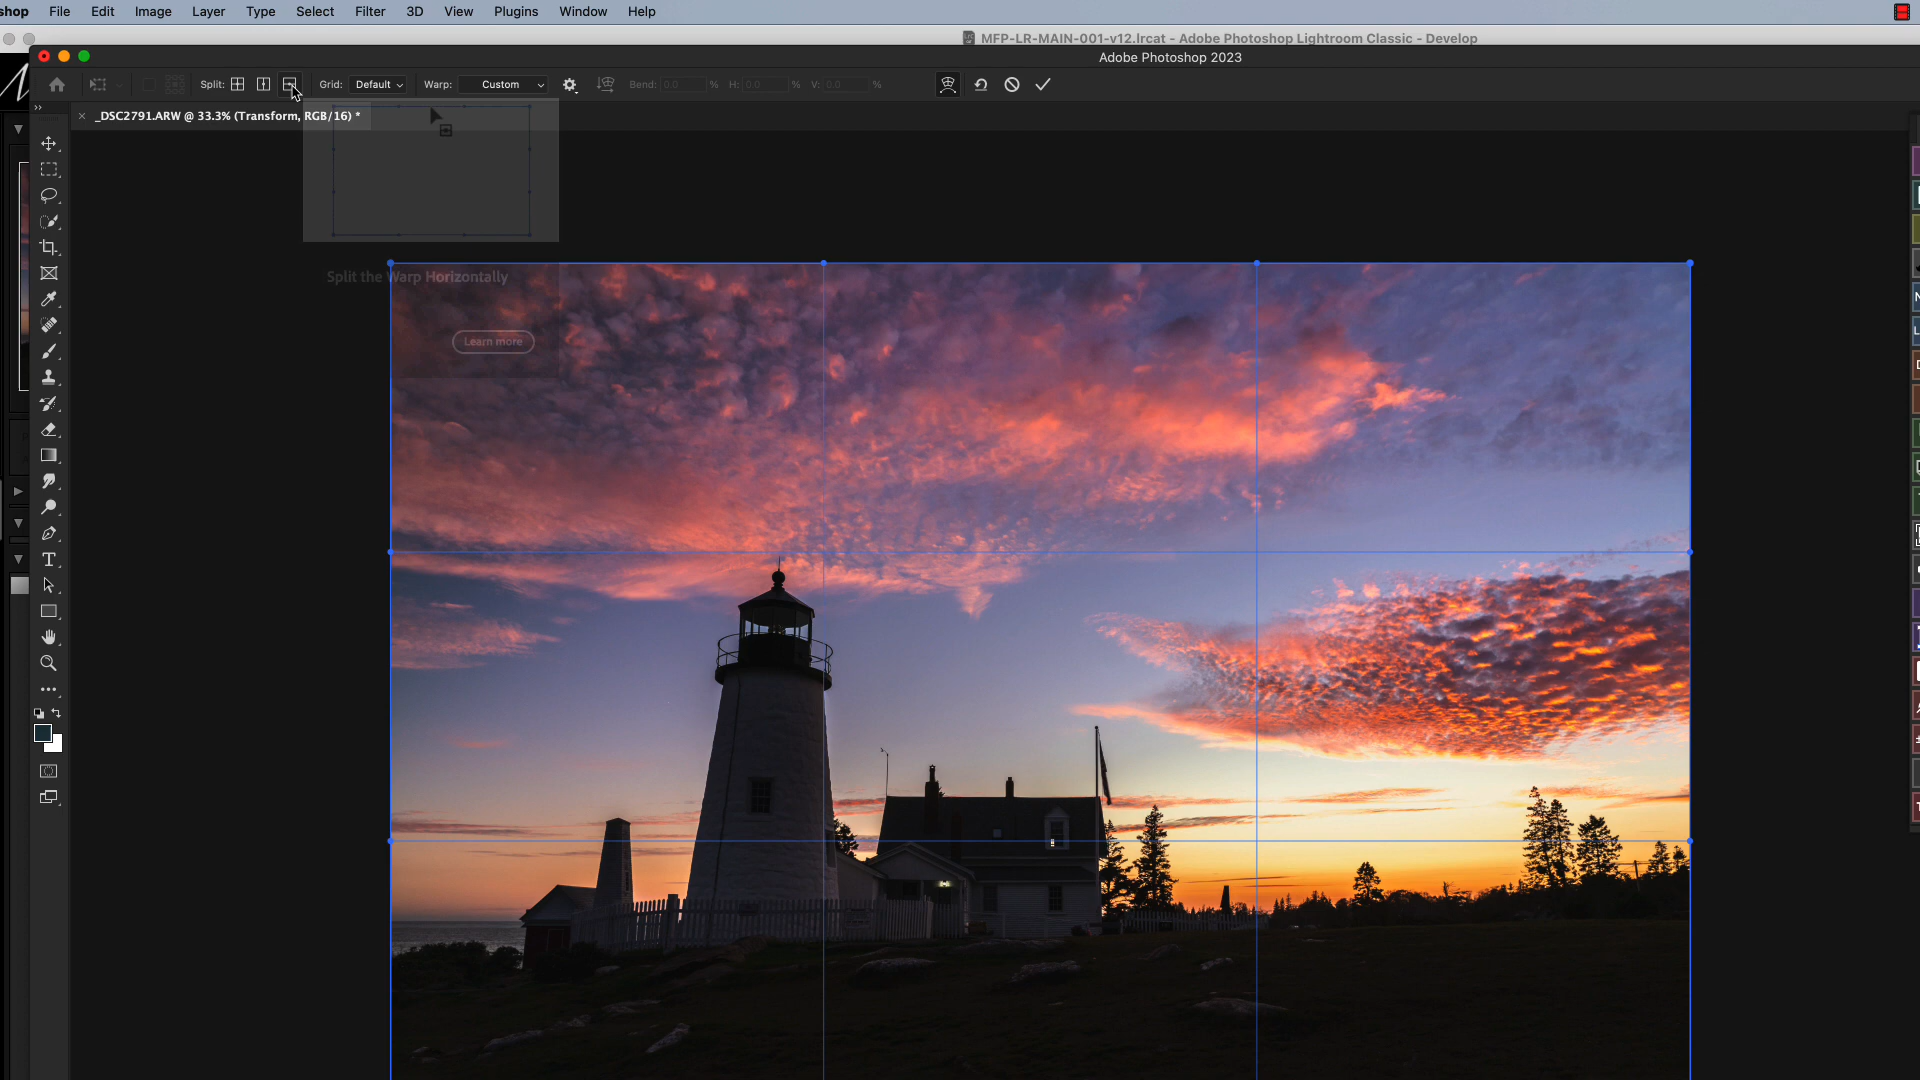 shop File Edit Image Layer Type Select Filter 3D View Plugins Window Help
MFP-LR-MAIN-001-v12.lrcat - Adobe Photoshop Lightroom Classic - Develop
Adobe Photoshop 2023
Split: Grid: Default Warp: Custom Bend: 0.0 % H: 0.0 % V: 0.0 %
_DSC2791.ARW @ 33.3% (Transform, RGB/16) *
Split the Warp Horizontally
Learn more